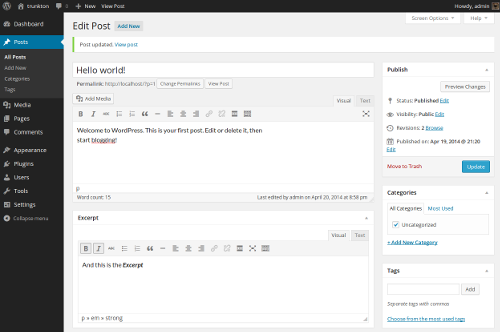 trunkton 0 + New View Post Howdy, admin
Screen Options Help
Dashboard
Posts
All Posts
Add New
Categories
Tags
Media
Pages
Comments
Appearance
Plugins
Users
Tools
Settings
Collapse menu
Edit Post Add New
Post updated. View post
Hello world!
Permalink: http://localhost/?p=1 Change Permalinks View Post
Add Media Visual Text
B I ABC
Welcome to WordPress. This is your first post. Edit or delete it, then
start blogging!
p
Word count: 15 Last edited by admin on April 20, 2014 at 8:58 pm
Excerpt
Visual Text
B I ABC
And this is the Excerpt
p » em » strong
Publish
Preview Changes
Status: Published Edit
Visibility: Public Edit
Revisions: 2 Browse
Published on: Apr 19, 2014 @ 21:20
Edit
Move to Trash Update
Categories
All Categories Most Used
Uncategorized
+ Add New Category
Tags
Add
Separate tags with commas
Choose from the most used tags